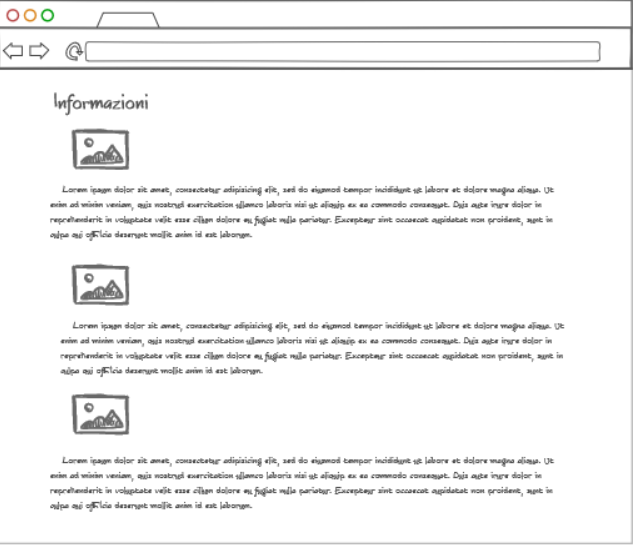 Informazioni
Lorem ipsum dolor sit amet, consectetur adipisicing elit, sed do eiusmod tempor incididunt ut labore et dolore magna aliqua. Ut
enim ad minim veniam, quis nostrud exercitation ullamco laboris nisi ut aliquip ex ea commodo consequat. Duis aute irure dolor in
reprehenderit in voluptate velit esse cillum dolore eu fugiat nulla pariatur. Excepteur sint occaecat cupidatat non proident, sunt in
culpa qui officia deserunt mollit anim id est laborum.
Lorem ipsum dolor sit amet, consectetur adipisicing elit, sed do eiusmod tempor incididunt ut labore et dolore magna aliqua. Ut
enim ad minim veniam, quis nostrud exercitation ullamco laboris nisi ut aliquip ex ea commodo consequat. Duis aute irure dolor in
reprehenderit in voluptate velit esse cillum dolore eu fugiat nulla pariatur. Excepteur sint occaecat cupidatat non proident, sunt in
culpa qui officia deserunt mollit anim id est laborum.
Lorem ipsum dolor sit amet, consectetur adipisicing elit, sed do eiusmod tempor incididunt ut labore et dolore magna aliqua. Ut
enim ad minim veniam, quis nostrud exercitation ullamco laboris nisi ut aliquip ex ea commodo consequat. Duis aute irure dolor in
reprehenderit in voluptate velit esse cillum dolore eu fugiat nulla pariatur. Excepteur sint occaecat cupidatat non proident, sunt in
culpa qui officia deserunt mollit anim id est laborum.